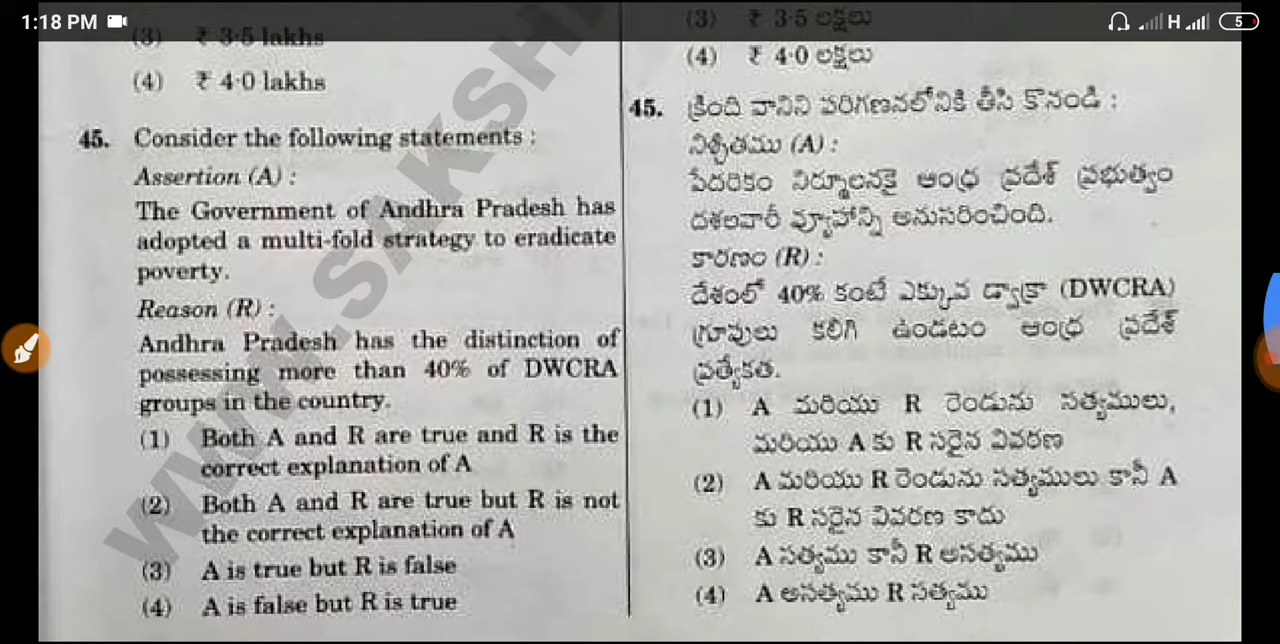 1:18 PM
H
5
(3) ₹ 3·5 lakhs
(4) ₹ 4·0 lakhs
45. Consider the following statements :
Assertion (A) :
The Government of Andhra Pradesh has
adopted a multi-fold strategy to eradicate
poverty.
Reason (R) :
Andhra Pradesh has the distinction of
possessing more than 40% of DWCRA
groups in the country.
(1) Both A and R are true and R is the
correct explanation of A
(2) Both A and R are true but R is not
the correct explanation of A
(3) A is true but R is false
(4) A is false but R is true
(3) ₹ 3·5 లక్షలు
(4) ₹ 4·0 లక్షలు
45. క్రింది వానిని పరిగణనలోనికి తీసి కొనండి :
నిశ్చితము (A) :
పేదరికం నిర్మూలనకై ఆంధ్ర ప్రదేశ్ ప్రభుత్వం
దశలవారీ వ్యూహాన్ని అనుసరించింది.
కారణం (R) :
దేశంలో 40% కంటే ఎక్కువ డ్వాక్రా (DWCRA)
గ్రూపులు కలిగి ఉండటం ఆంధ్ర ప్రదేశ్
ప్రత్యేకత.
(1) A మరియు R రెండును సత్యములు,
మరియు A కు R సరైన వివరణ
(2) A మరియు R రెండును సత్యములు కానీ A
కు R సరైన వివరణ కాదు
(3) A సత్యము కానీ R అసత్యము
(4) A అసత్యము R సత్యము